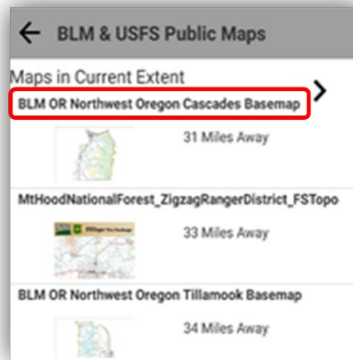 BLM & USFS Public Maps
Maps in Current Extent
BLM OR Northwest Oregon Cascades Basemap
31 Miles Away
MtHoodNationalForest_ZigzagRangerDistrict_FSTopo
33 Miles Away
BLM OR Northwest Oregon Tillamook Basemap
34 Miles Away